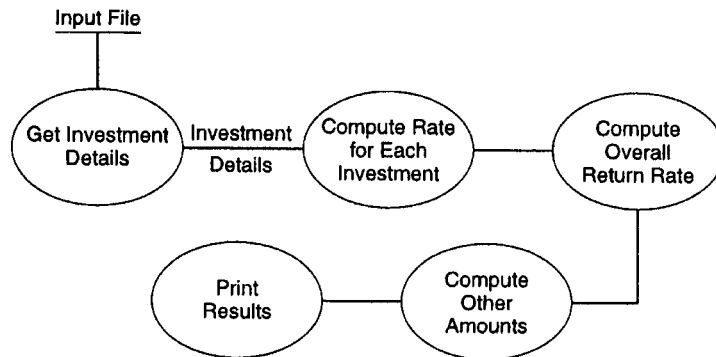 Input File
Get Investment
Details
Investment
Details
Compute Rate
for Each
Investment
Compute
Overall
Return Rate
Print
Results
Compute
Other
Amounts